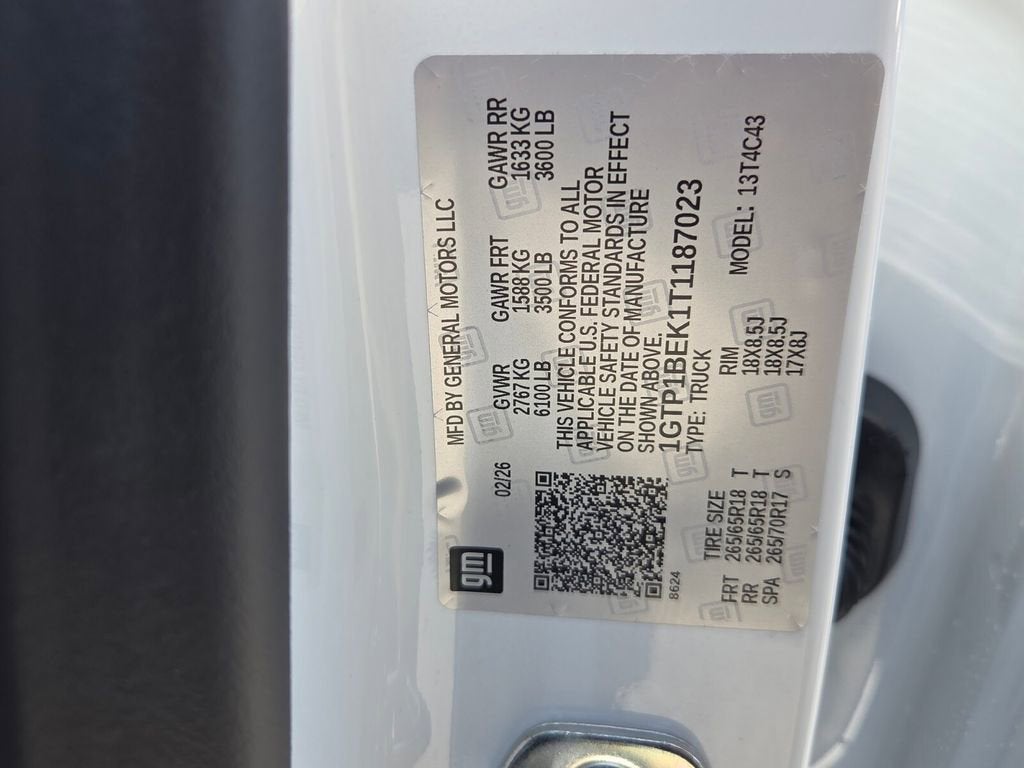 gm
MFD BY GENERAL MOTORS LLC
02/26
GVWR GAWR FRT GAWR RR
2767 KG 1588 KG 1633 KG
6100 LB 3500 LB 3600 LB
THIS VEHICLE CONFORMS TO ALL
APPLICABLE U.S. FEDERAL MOTOR
VEHICLE SAFETY STANDARDS IN EFFECT
ON THE DATE OF MANUFACTURE
SHOWN ABOVE.
1GTP1BEK1T1187023
8624
TYPE: TRUCK
MODEL: 13T4C43
TIRE SIZE RIM
FRT 265/65R18 T 18X8.5J
RR 265/65R18 T 18X8.5J
SPA 265/70R17 S 17X8J